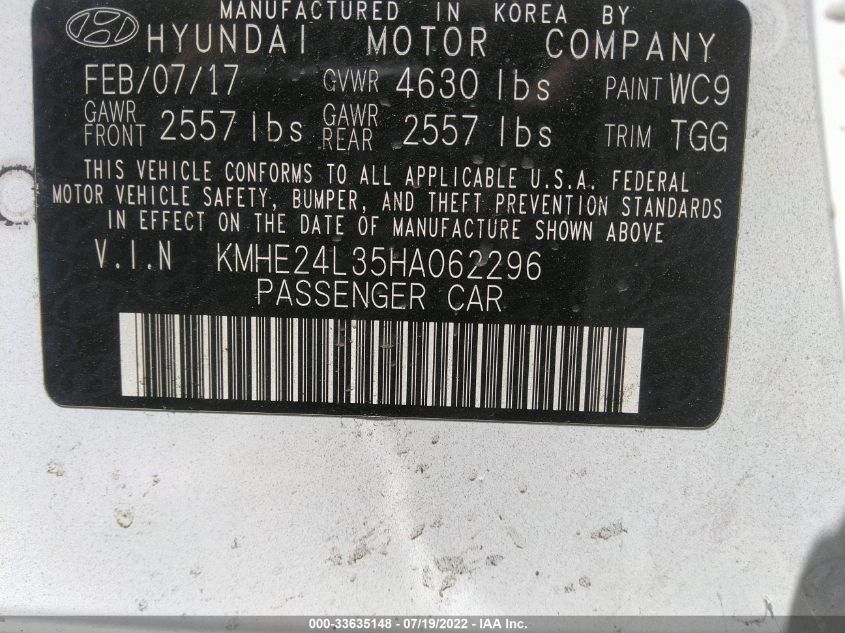 MANUFACTURED IN KOREA BY
HYUNDAI MOTOR COMPANY
FEB/07/17 GVWR 4630 lbs PAINT WC9
GAWR FRONT 2557 lbs GAWR REAR 2557 lbs TRIM TGG
THIS VEHICLE CONFORMS TO ALL APPLICABLE U.S.A. FEDERAL
MOTOR VEHICLE SAFETY, BUMPER, AND THEFT PREVENTION STANDARDS
IN EFFECT ON THE DATE OF MANUFACTURE SHOWN ABOVE
V.I.N KMHE24L35HA062296
PASSENGER CAR
000-33635148 - 07/19/2022 - IAA Inc.